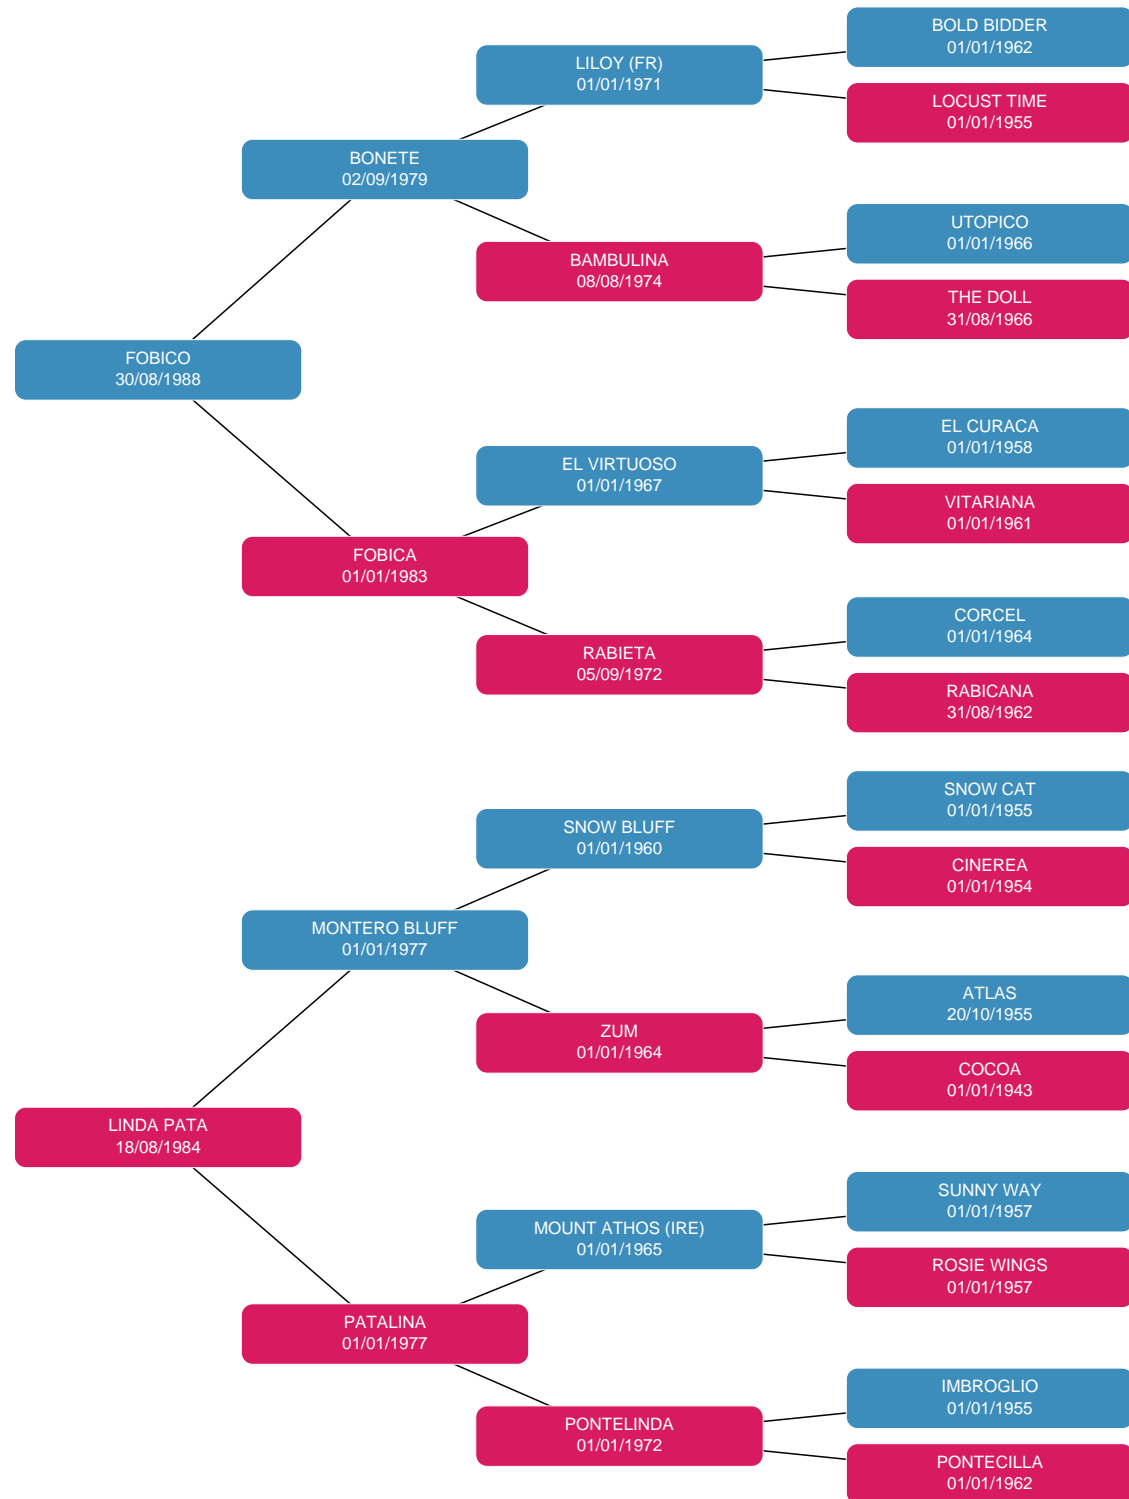 BOLD BIDDER
01/01/1962
LILOY (FR)
01/01/1971
LOCUST TIME
01/01/1955
BONETE
02/09/1979
UTOPICO
01/01/1966
BAMBULINA
08/08/1974
THE DOLL
31/08/1966
FOBICO
30/08/1988
EL CURACA
01/01/1958
EL VIRTUOSO
01/01/1967
VITARIANA
01/01/1961
FOBICA
01/01/1983
CORCEL
01/01/1964
RABIETA
05/09/1972
RABICANA
31/08/1962
SNOW CAT
01/01/1955
SNOW BLUFF
01/01/1960
CINEREA
01/01/1954
MONTERO BLUFF
01/01/1977
ATLAS
20/10/1955
ZUM
01/01/1964
COCOA
01/01/1943
LINDA PATA
18/08/1984
SUNNY WAY
01/01/1957
MOUNT ATHOS (IRE)
01/01/1965
ROSIE WINGS
01/01/1957
PATALINA
01/01/1977
IMBROGLIO
01/01/1955
PONTELINDA
01/01/1972
PONTECILLA
01/01/1962